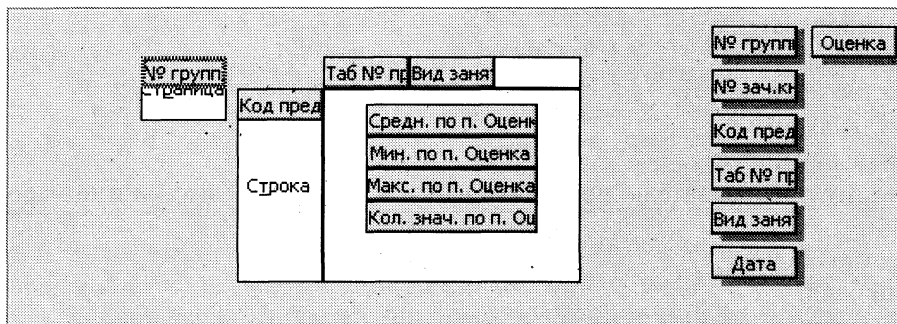 № групп
Страница
Таб № пр
Вид заня
Код пред
Строка
Средн. по п. Оценк
Мин. по п. Оценка
Макс. по п. Оценка
Кол. знач. по п. Оц
№ групп
Оценка
№ зач.кн
Код пред
Таб № пр
Вид заня
Дата